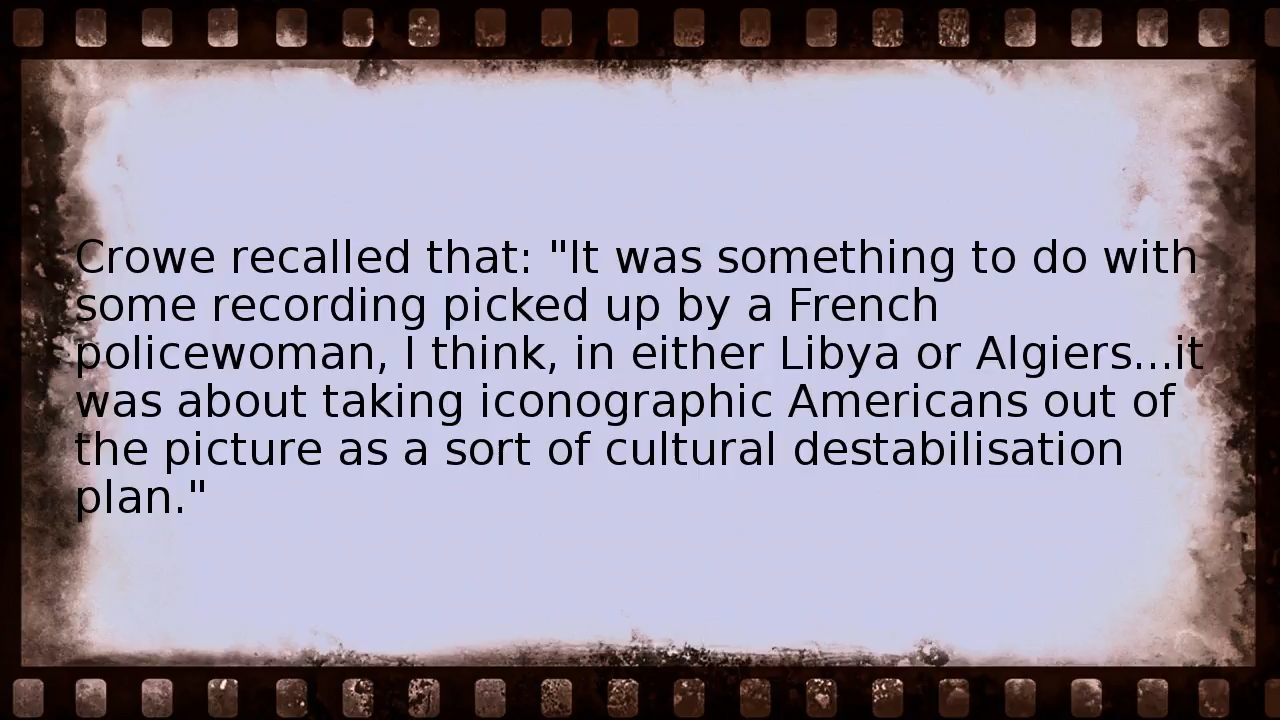 Crowe recalled that: "It was something to do with
some recording picked up by a French
policewoman, I think, in either Libya or Algiers...it
was about taking iconographic Americans out of
the picture as a sort of cultural destabilisation
plan."